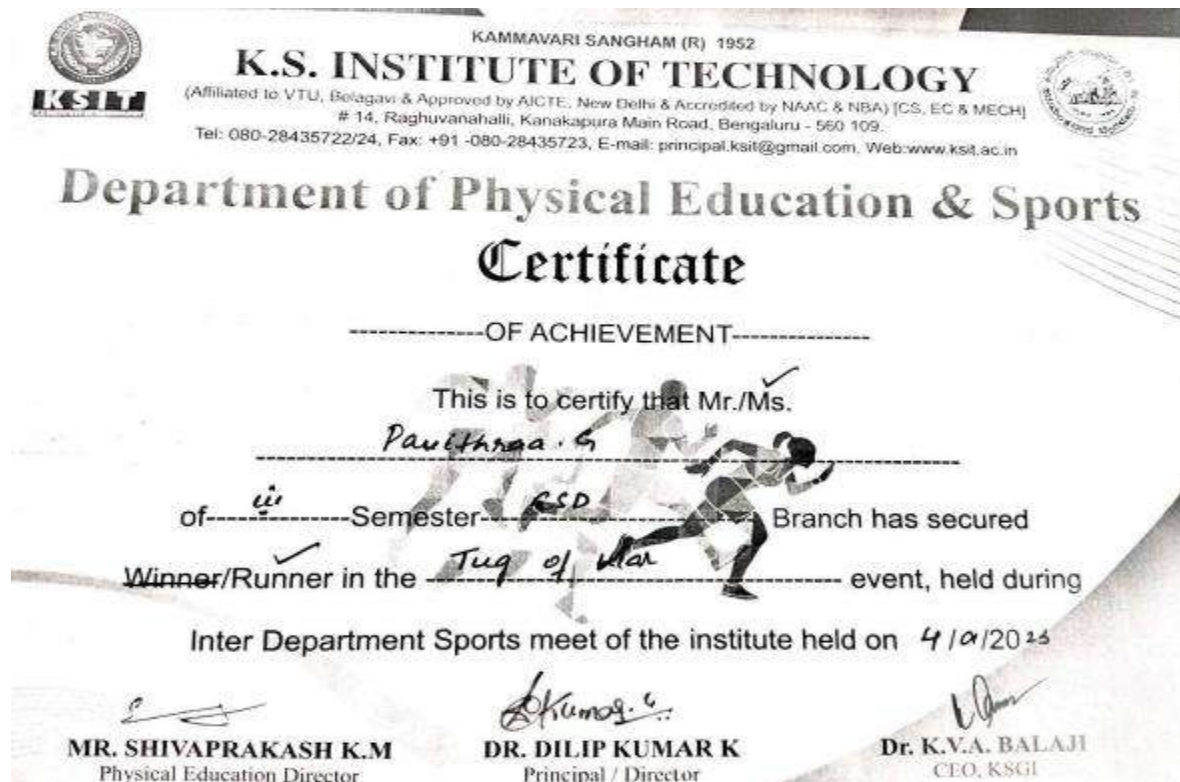 KAMMAVARI SANGHAM (R) 1952
K.S. INSTITUTE OF TECHNOLOGY
KSIT
(Affiliated to VTU, Belagavi & Approved by AICTE, New Delhi & Accredited by NAAC & NBA) [CS, EC & MECH]
# 14, Raghuvanahalli, Kanakapura Main Road, Bengaluru - 560 109.
Tel: 080-28435722/24, Fax: +91 -080-28435723, E-mail: principal.ksit@gmail.com, Web:www.ksit.ac.in
Department of Physical Education & Sports
Certificate
-------------OF ACHIEVEMENT-------------
This is to certify that Mr./Ms.
Pavithraa. G
of Semester CSD Branch has secured
Winner/Runner in the Tug of War event, held during
Inter Department Sports meet of the institute held on 4/ /20
MR. SHIVAPRAKASH K.M
Physical Education Director
DR. DILIP KUMAR K
Principal / Director
Dr. K.V.A. BALAJI
CEO, KSGI